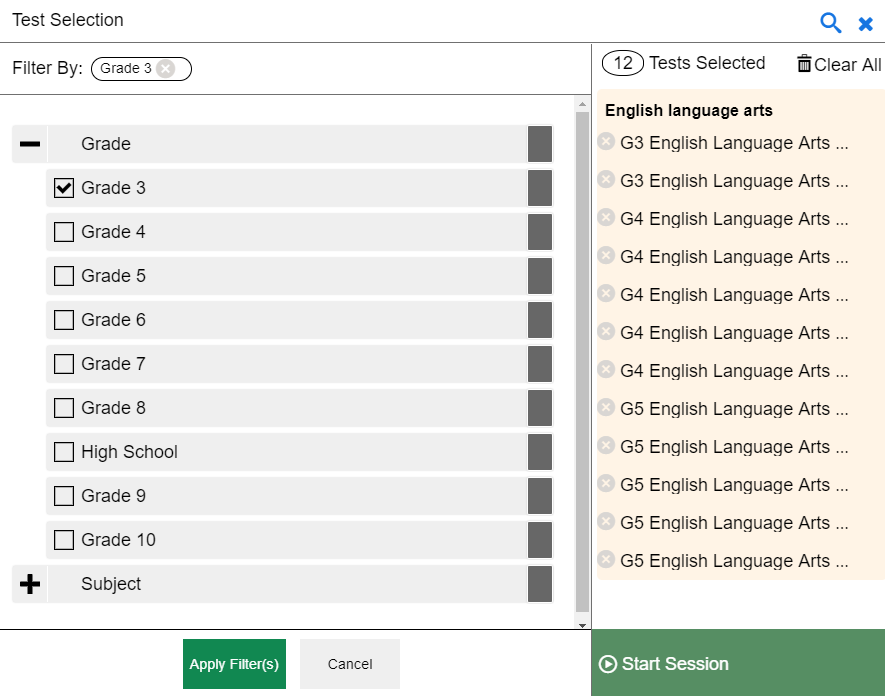 Test Selection
Filter By: Grade 3
Grade
Grade 3
Grade 4
Grade 5
Grade 6
Grade 7
Grade 8
High School
Grade 9
Grade 10
Subject
Apply Filter(s)
Cancel
12 Tests Selected
Clear All
English language arts
G3 English Language Arts ...
G3 English Language Arts ...
G4 English Language Arts ...
G4 English Language Arts ...
G4 English Language Arts ...
G4 English Language Arts ...
G4 English Language Arts ...
G5 English Language Arts ...
G5 English Language Arts ...
G5 English Language Arts ...
G5 English Language Arts ...
G5 English Language Arts ...
Start Session